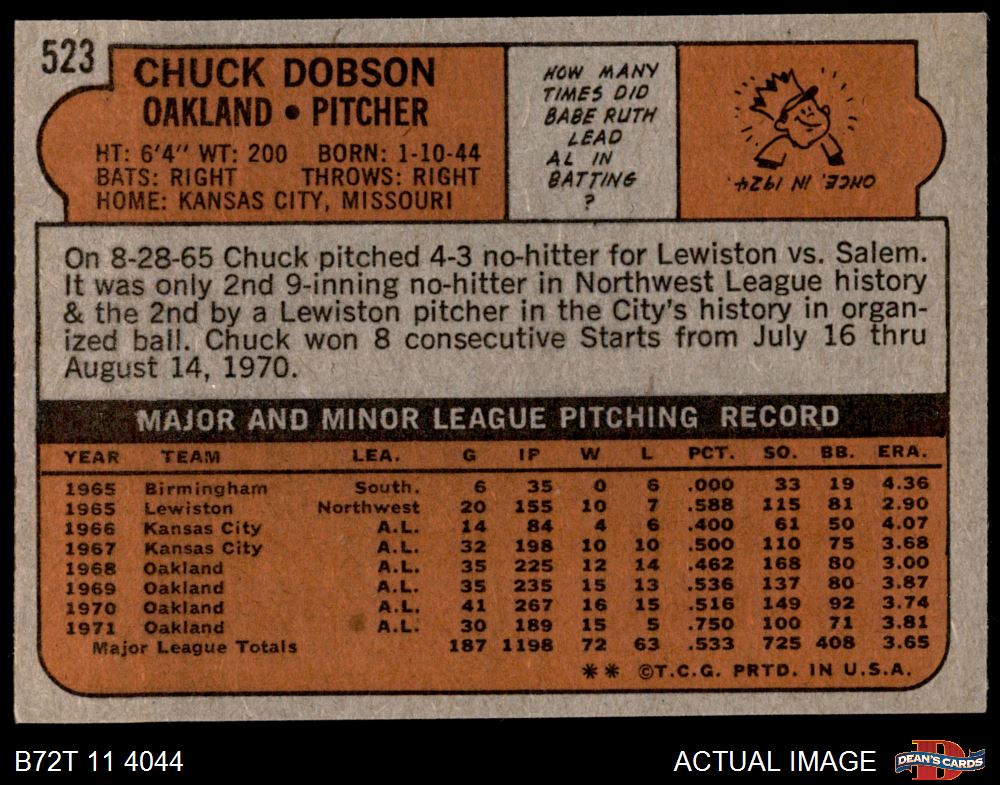 523
CHUCK DOBSON
OAKLAND • PITCHER
HT: 6'4" WT: 200 BORN: 1-10-44
BATS: RIGHT THROWS: RIGHT
HOME: KANSAS CITY, MISSOURI
HOW MANY
TIMES DID
BABE RUTH
LEAD
AL IN
BATTING
?
ONCE, IN 1924.
On 8-28-65 Chuck pitched 4-3 no-hitter for Lewiston vs. Salem.
It was only 2nd 9-inning no-hitter in Northwest League history
& the 2nd by a Lewiston pitcher in the City's history in organ-
ized ball. Chuck won 8 consecutive Starts from July 16 thru
August 14, 1970.
MAJOR AND MINOR LEAGUE PITCHING RECORD
YEAR TEAM LEA. G IP W L PCT. SO. BB. ERA.
1965 Birmingham South. 6 35 0 6 .000 33 19 4.36
1965 Lewiston Northwest 20 155 10 7 .588 115 81 2.90
1966 Kansas City A.L. 14 84 4 6 .400 61 50 4.07
1967 Kansas City A.L. 32 198 10 10 .500 110 75 3.68
1968 Oakland A.L. 35 225 12 14 .462 168 80 3.00
1969 Oakland A.L. 35 235 15 13 .536 137 80 3.87
1970 Oakland A.L. 41 267 16 15 .516 149 92 3.74
1971 Oakland A.L. 30 189 15 5 .750 100 71 3.81
Major League Totals 187 1198 72 63 .533 725 408 3.65
** ©T.C.G. PRTD. IN U.S.A.
B72T 11 4044
ACTUAL IMAGE
D
DEAN'S CARDS